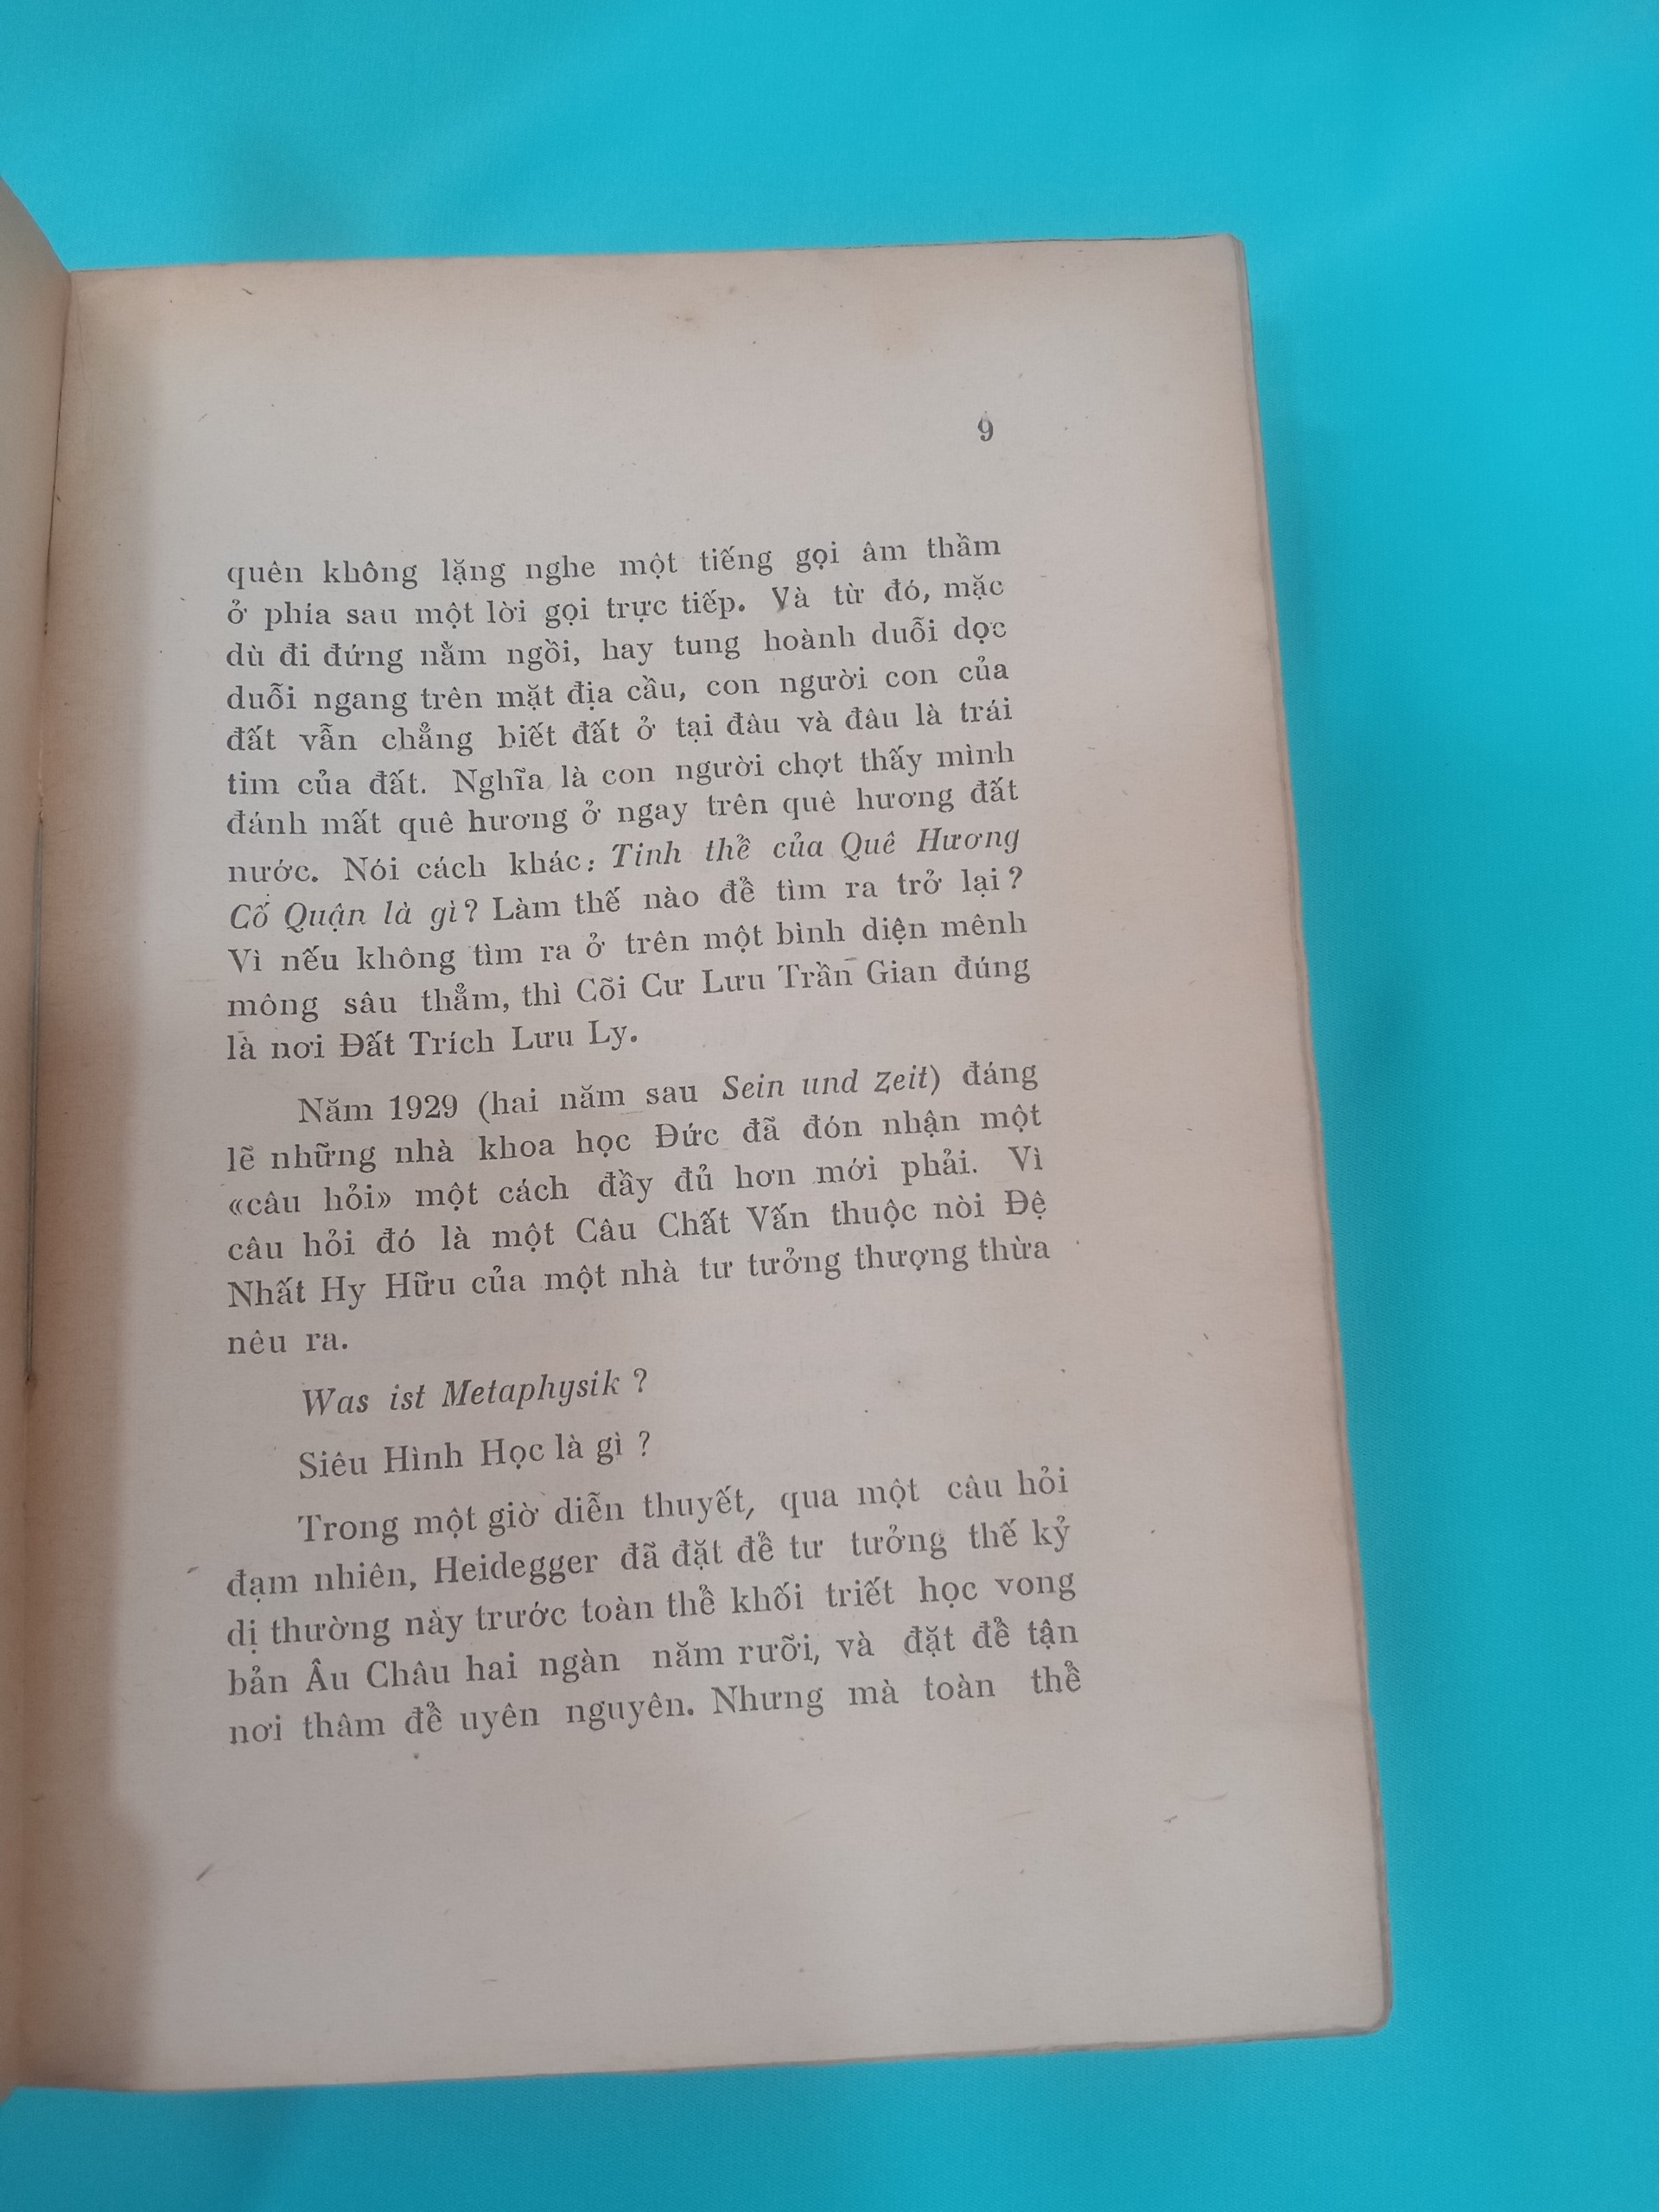 9
quên không lặng nghe một tiếng gọi âm thầm
ở phía sau một lời gọi trực tiếp. Và từ đó, mặc
dù đi đứng nằm ngồi, hay tung hoành duỗi dọc
duỗi ngang trên mặt địa cầu, con người con của
đất vẫn chẳng biết đất ở tại đâu và đâu là trái
tim của đất. Nghĩa là con người chợt thấy mình
đánh mất quê hương ở ngay trên quê hương đất
nước. Nói cách khác: Tinh thể của Quê Hương
Cố Quận là gì? Làm thế nào để tìm ra trở lại?
Vì nếu không tìm ra ở trên một bình diện mênh
mông sâu thẳm, thì Cõi Cư Lưu Trần Gian đúng
là nơi Đất Trích Lưu Ly.
Năm 1929 (hai năm sau Sein und Zeit) đáng
lẽ những nhà khoa học Đức đã đón nhận một
«câu hỏi» một cách đầy đủ hơn mới phải. Vì
câu hỏi đó là một Câu Chất Vấn thuộc nòi Đệ
Nhất Hy Hữu của một nhà tư tưởng thượng thừa
nêu ra.
Was ist Metaphysik ?
Siêu Hình Học là gì ?
Trong một giờ diễn thuyết, qua một câu hỏi
đạm nhiên, Heidegger đã đặt để tư tưởng thế kỷ
dị thường này trước toàn thể khối triết học vong
bản Âu Châu hai ngàn năm rưỡi, và đặt để tận
nơi thâm để uyên nguyên. Nhưng mà toàn thể